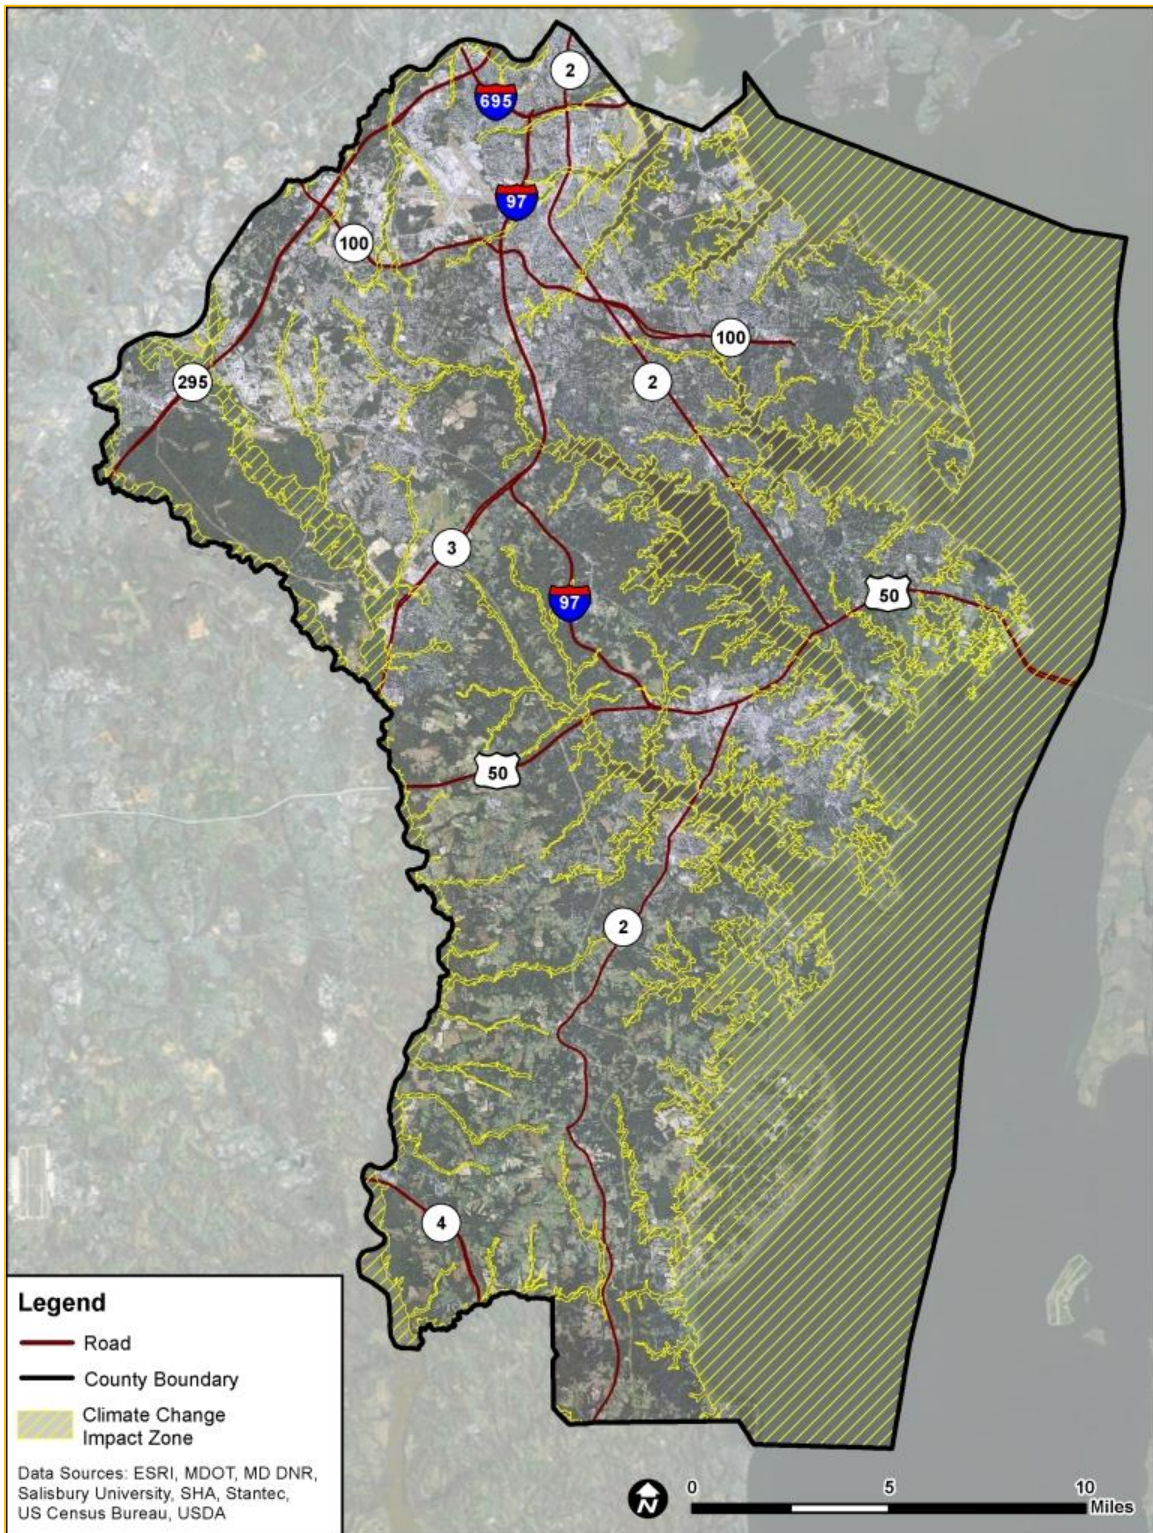 2
695
97
100
100
295
2
3
50
97
50
2
4
Legend
Road
County Boundary
Climate Change
Impact Zone
Data Sources: ESRI, MDOT, MD DNR,
Salisbury University, SHA, Stantec,
US Census Bureau, USDA
N
0 5 10
Miles